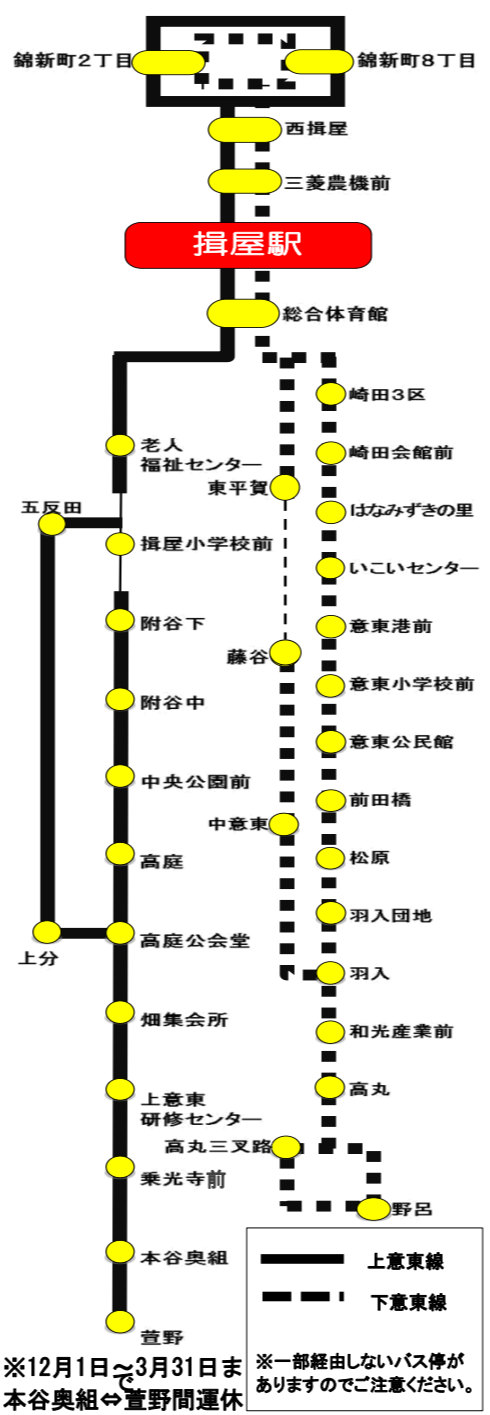 錦新町2丁目
錦新町8丁目
西揖屋
三菱農機前
揖屋駅
総合体育館
老人
福祉センター
五反田
揖屋小学校前
附谷下
附谷中
中央公園前
高庭
高庭公会堂
上分
畑集会所
上意東
研修センター
乗光寺前
本谷奥組
萱野
東平賀
藤谷
中意東
崎田3区
崎田会館前
はなみずきの里
いこいセンター
意東港前
意東小学校前
意東公民館
前田橋
松原
羽入団地
羽入
和光産業前
高丸
高丸三叉路
野呂
上意東線
下意東線
※一部経由しないバス停が
ありますのでご注意ください。
※12月1日～3月31日ま
で
本谷奥組⇔萱野間運休